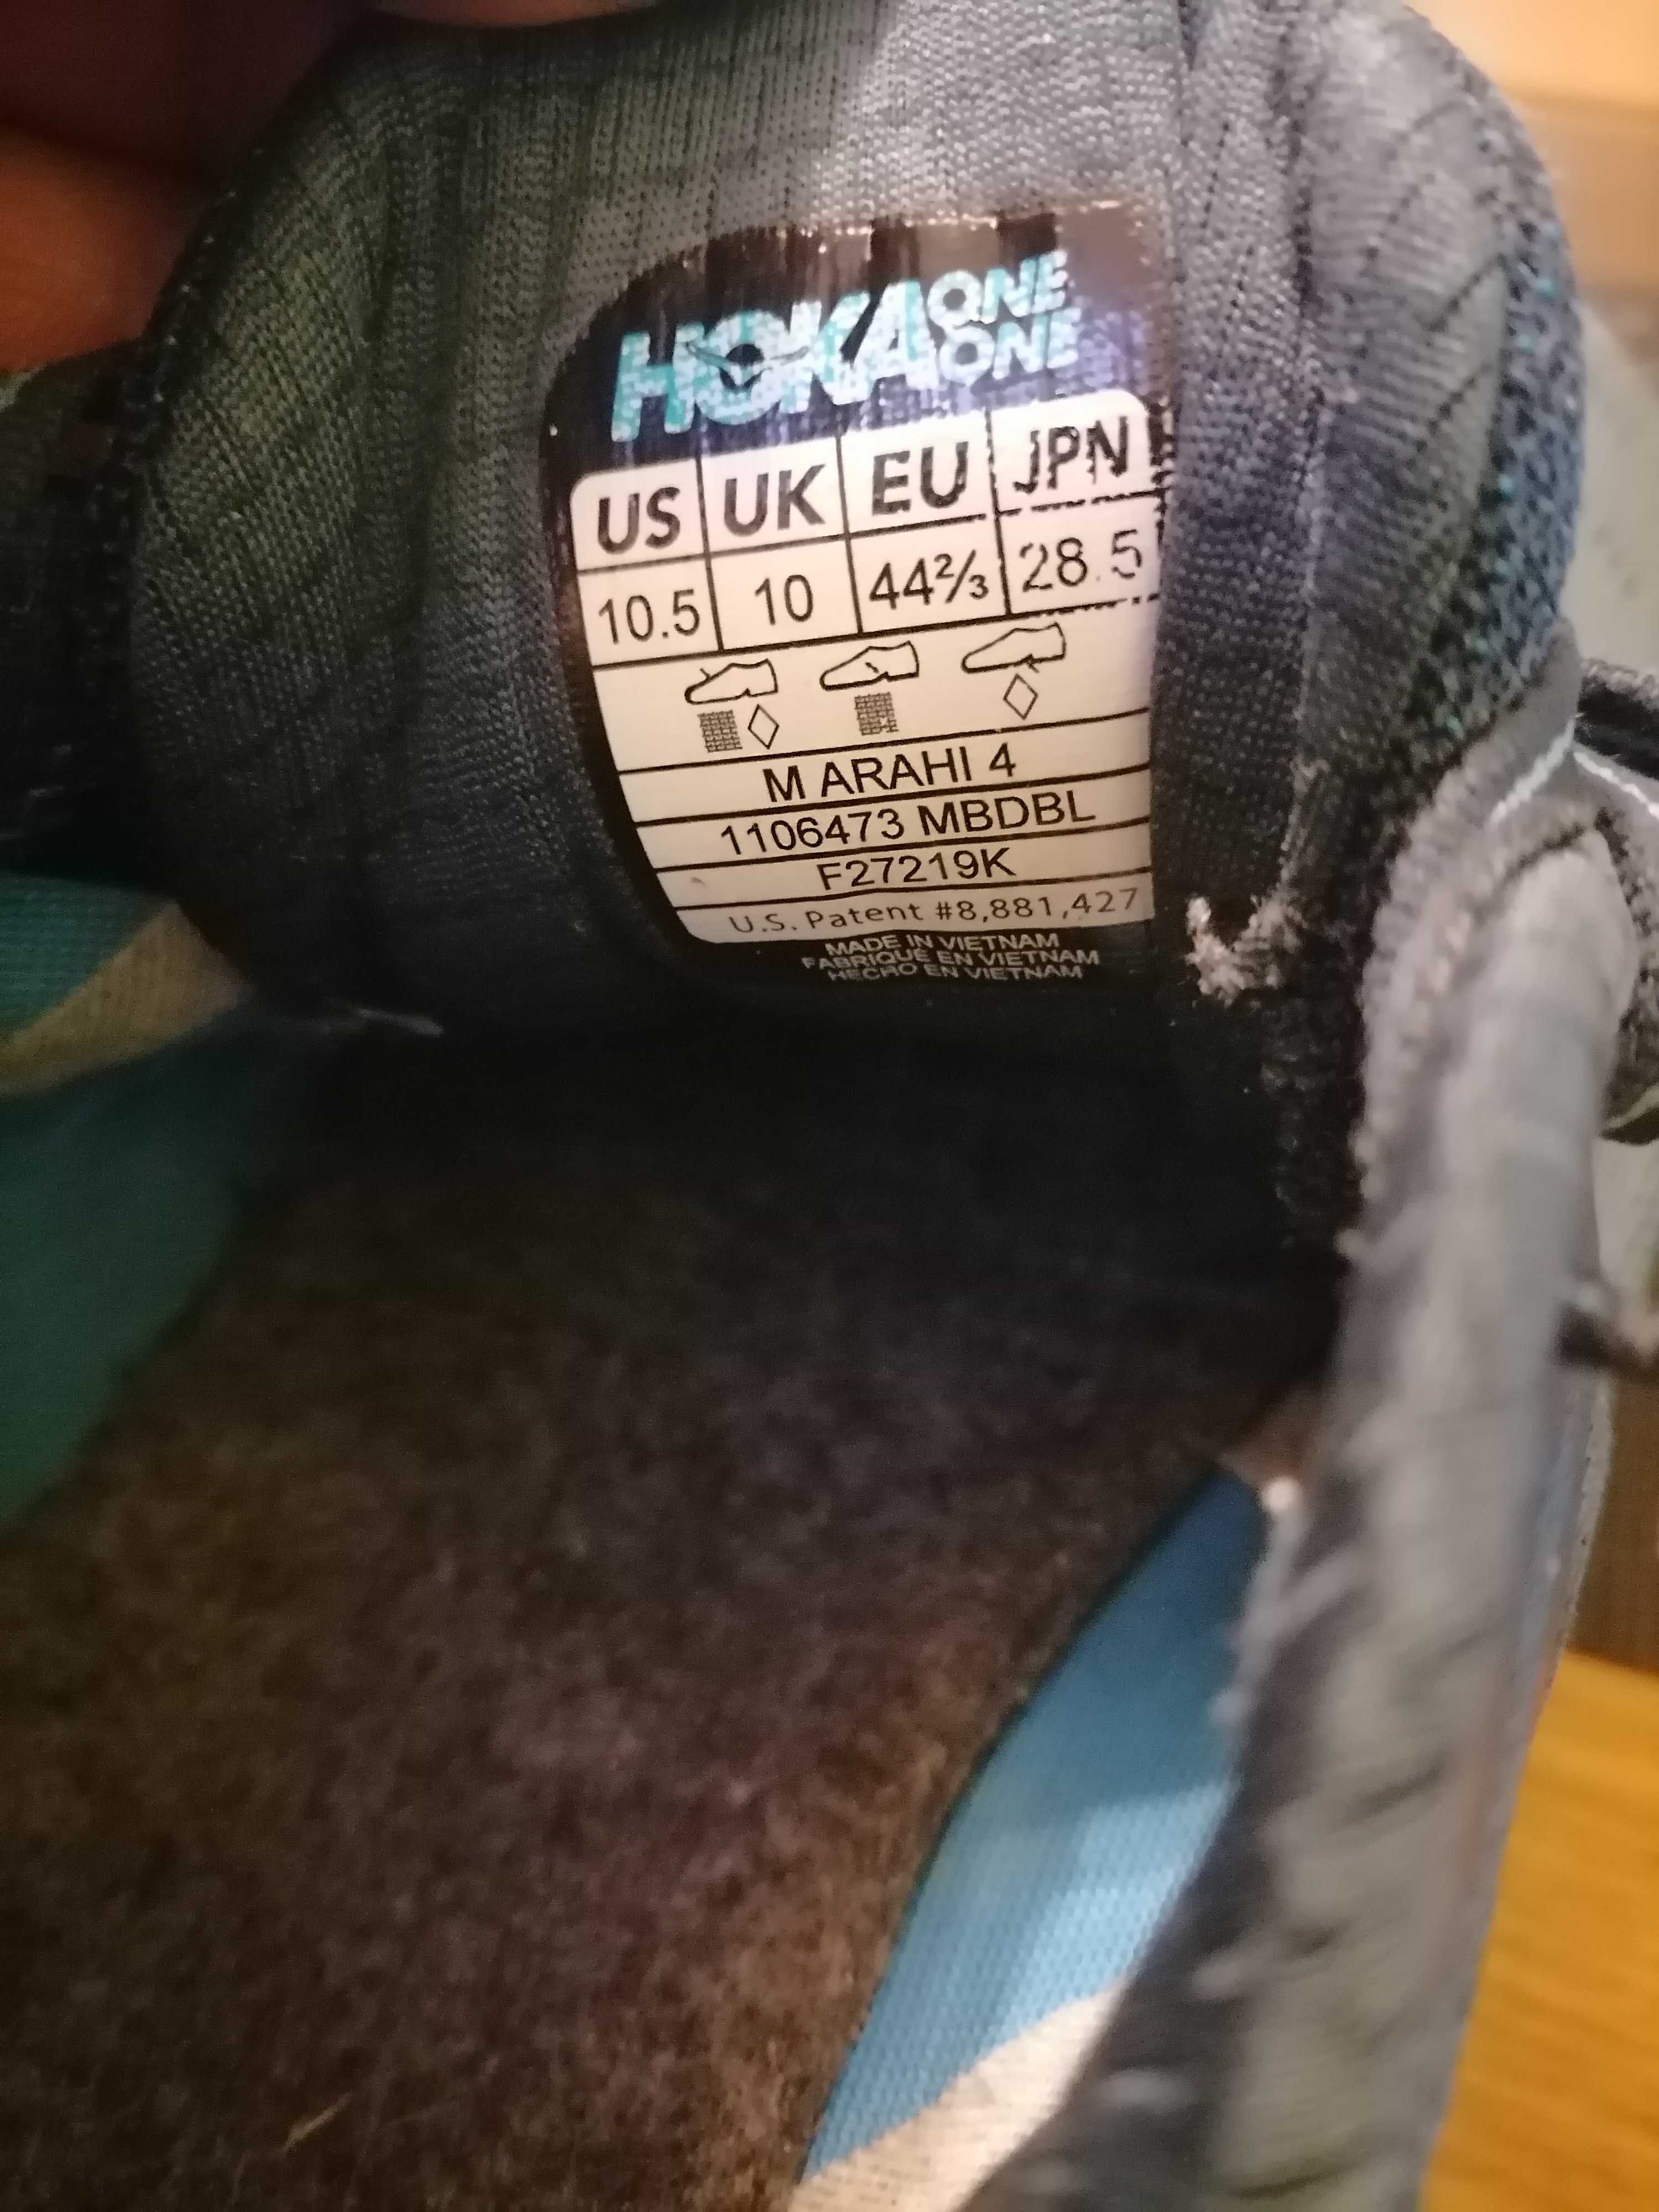 HOKA ONE ONE
US UK EU JPN
10.5 10 44⅔ 28.5
M ARAHI 4
1106473 MBDBL
F27219K
U.S. Patent #8,881,427
MADE IN VIETNAM
FABRIQUÉ EN VIETNAM
HECHO EN VIETNAM